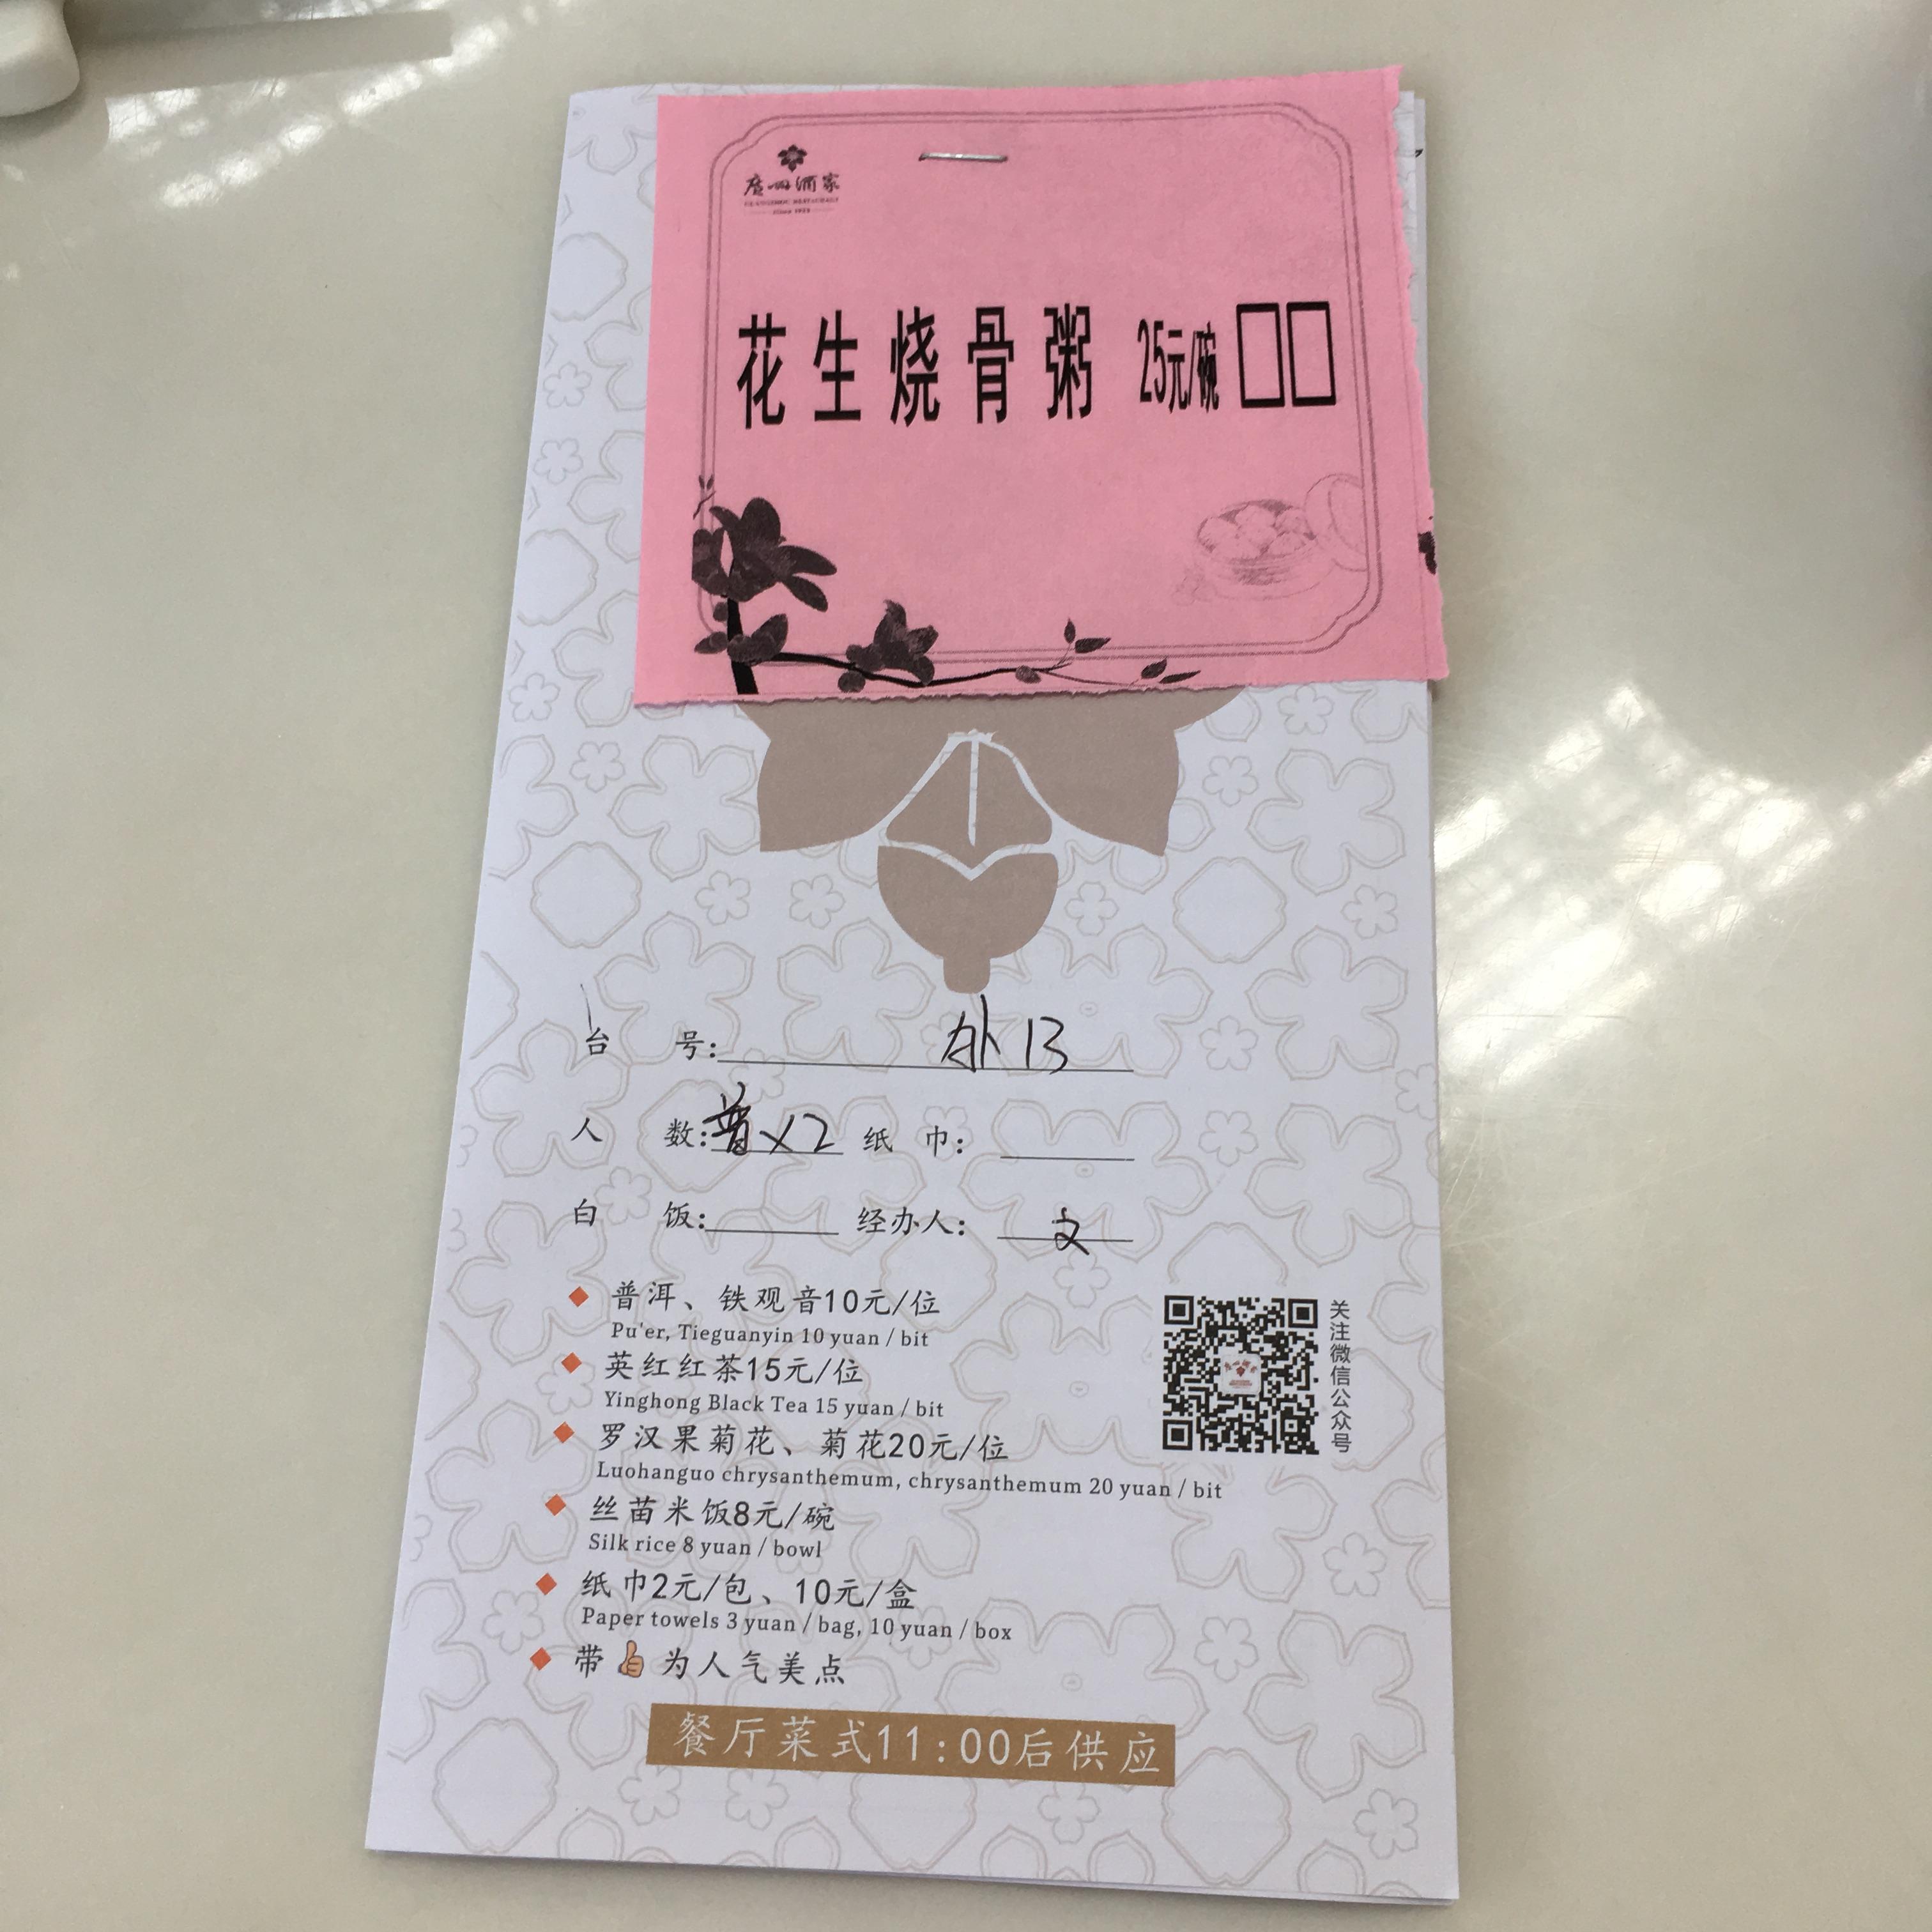 廣州酒家
GUANGZHOU RESTAURANT
Since 1935
花生烧骨粥 25元/碗 □□
台号: 外13
人数: 普x2 纸巾:
白饭: 经办人: 文
普洱、铁观音10元/位
Pu'er, Tieguanyin 10 yuan / bit
英红红茶15元/位
Yinghong Black Tea 15 yuan / bit
罗汉果菊花、菊花20元/位
Luohanguo chrysanthemum, chrysanthemum 20 yuan / bit
丝苗米饭8元/碗
Silk rice 8 yuan / bowl
纸巾2元/包、10元/盒
Paper towels 3 yuan / bag, 10 yuan / box
带👍为人气美点
关注微信公众号
餐厅菜式11:00后供应